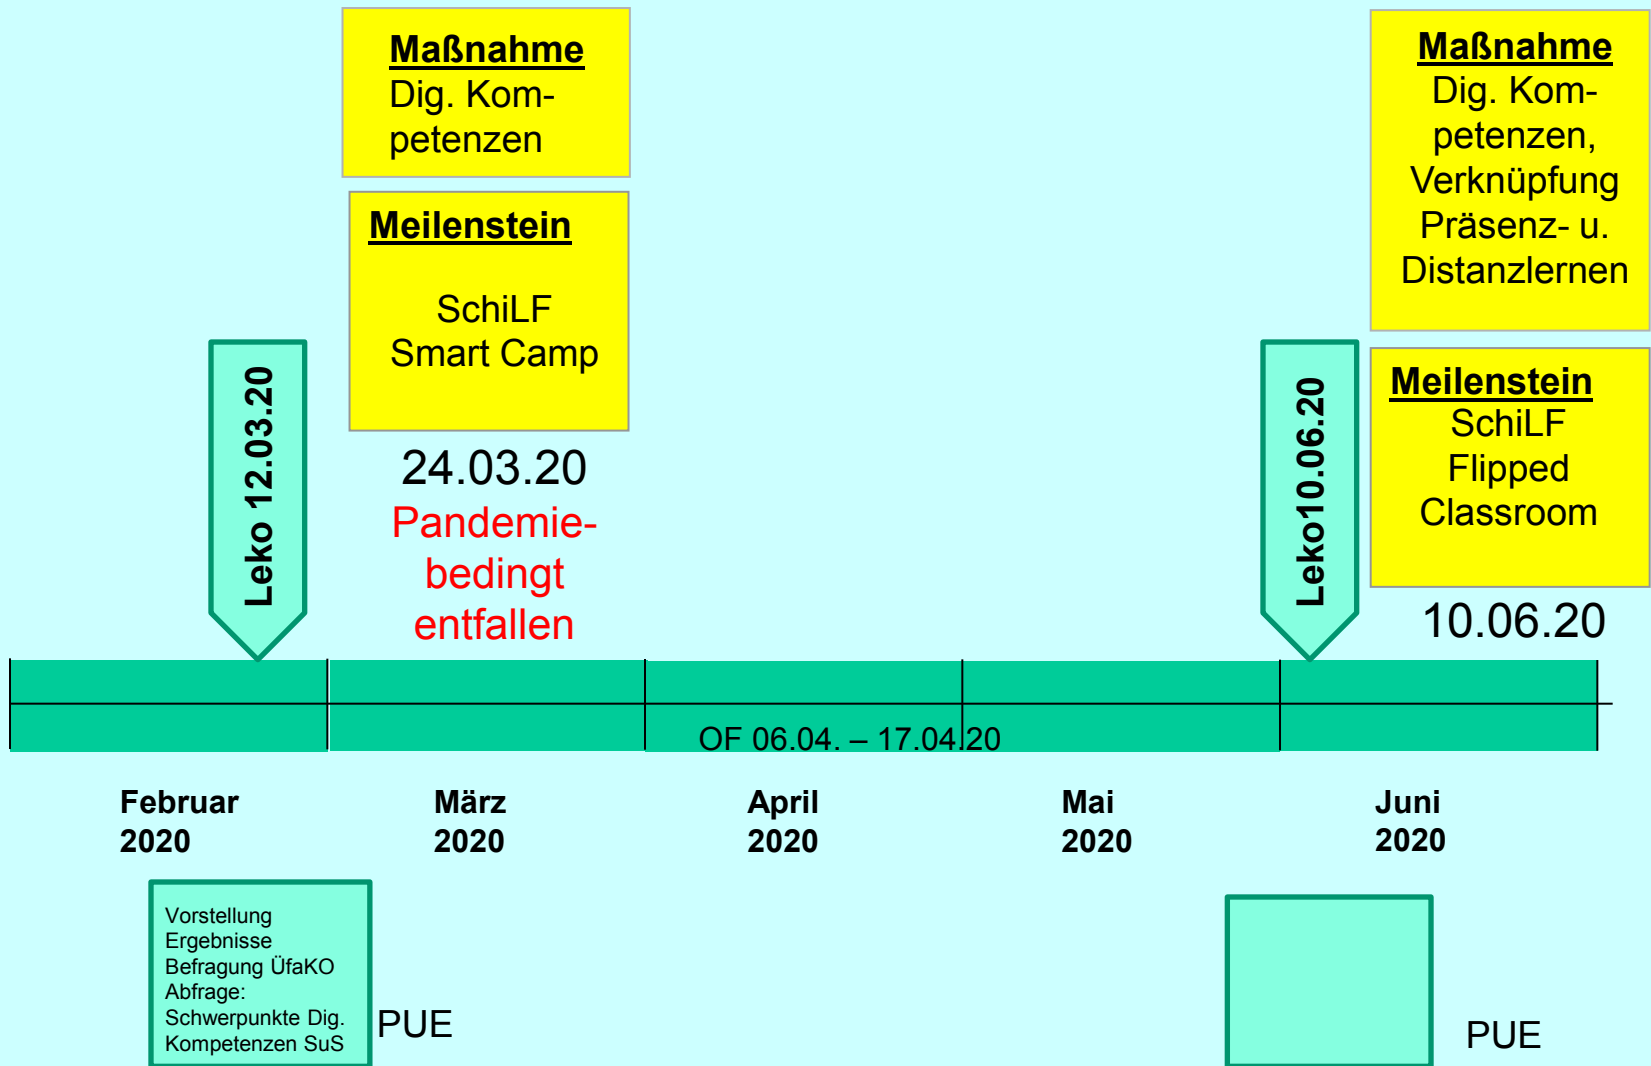 Maßnahme
Dig. Kom-
petenzen
Meilenstein
SchiLF
Smart Camp
24.03.20
Pandemie-
bedingt
entfallen
Leko 12.03.20
Maßnahme
Dig. Kom-
petenzen,
Verknüpfung
Präsenz- u.
Distanzlernen
Meilenstein
SchiLF
Flipped
Classroom
10.06.20
Leko10.06.20
OF 06.04. – 17.04.20
Februar
2020
März
2020
April
2020
Mai
2020
Juni
2020
Vorstellung
Ergebnisse
Befragung ÜfaKO
Abfrage:
Schwerpunkte Dig.
Kompetenzen SuS
PUE
PUE